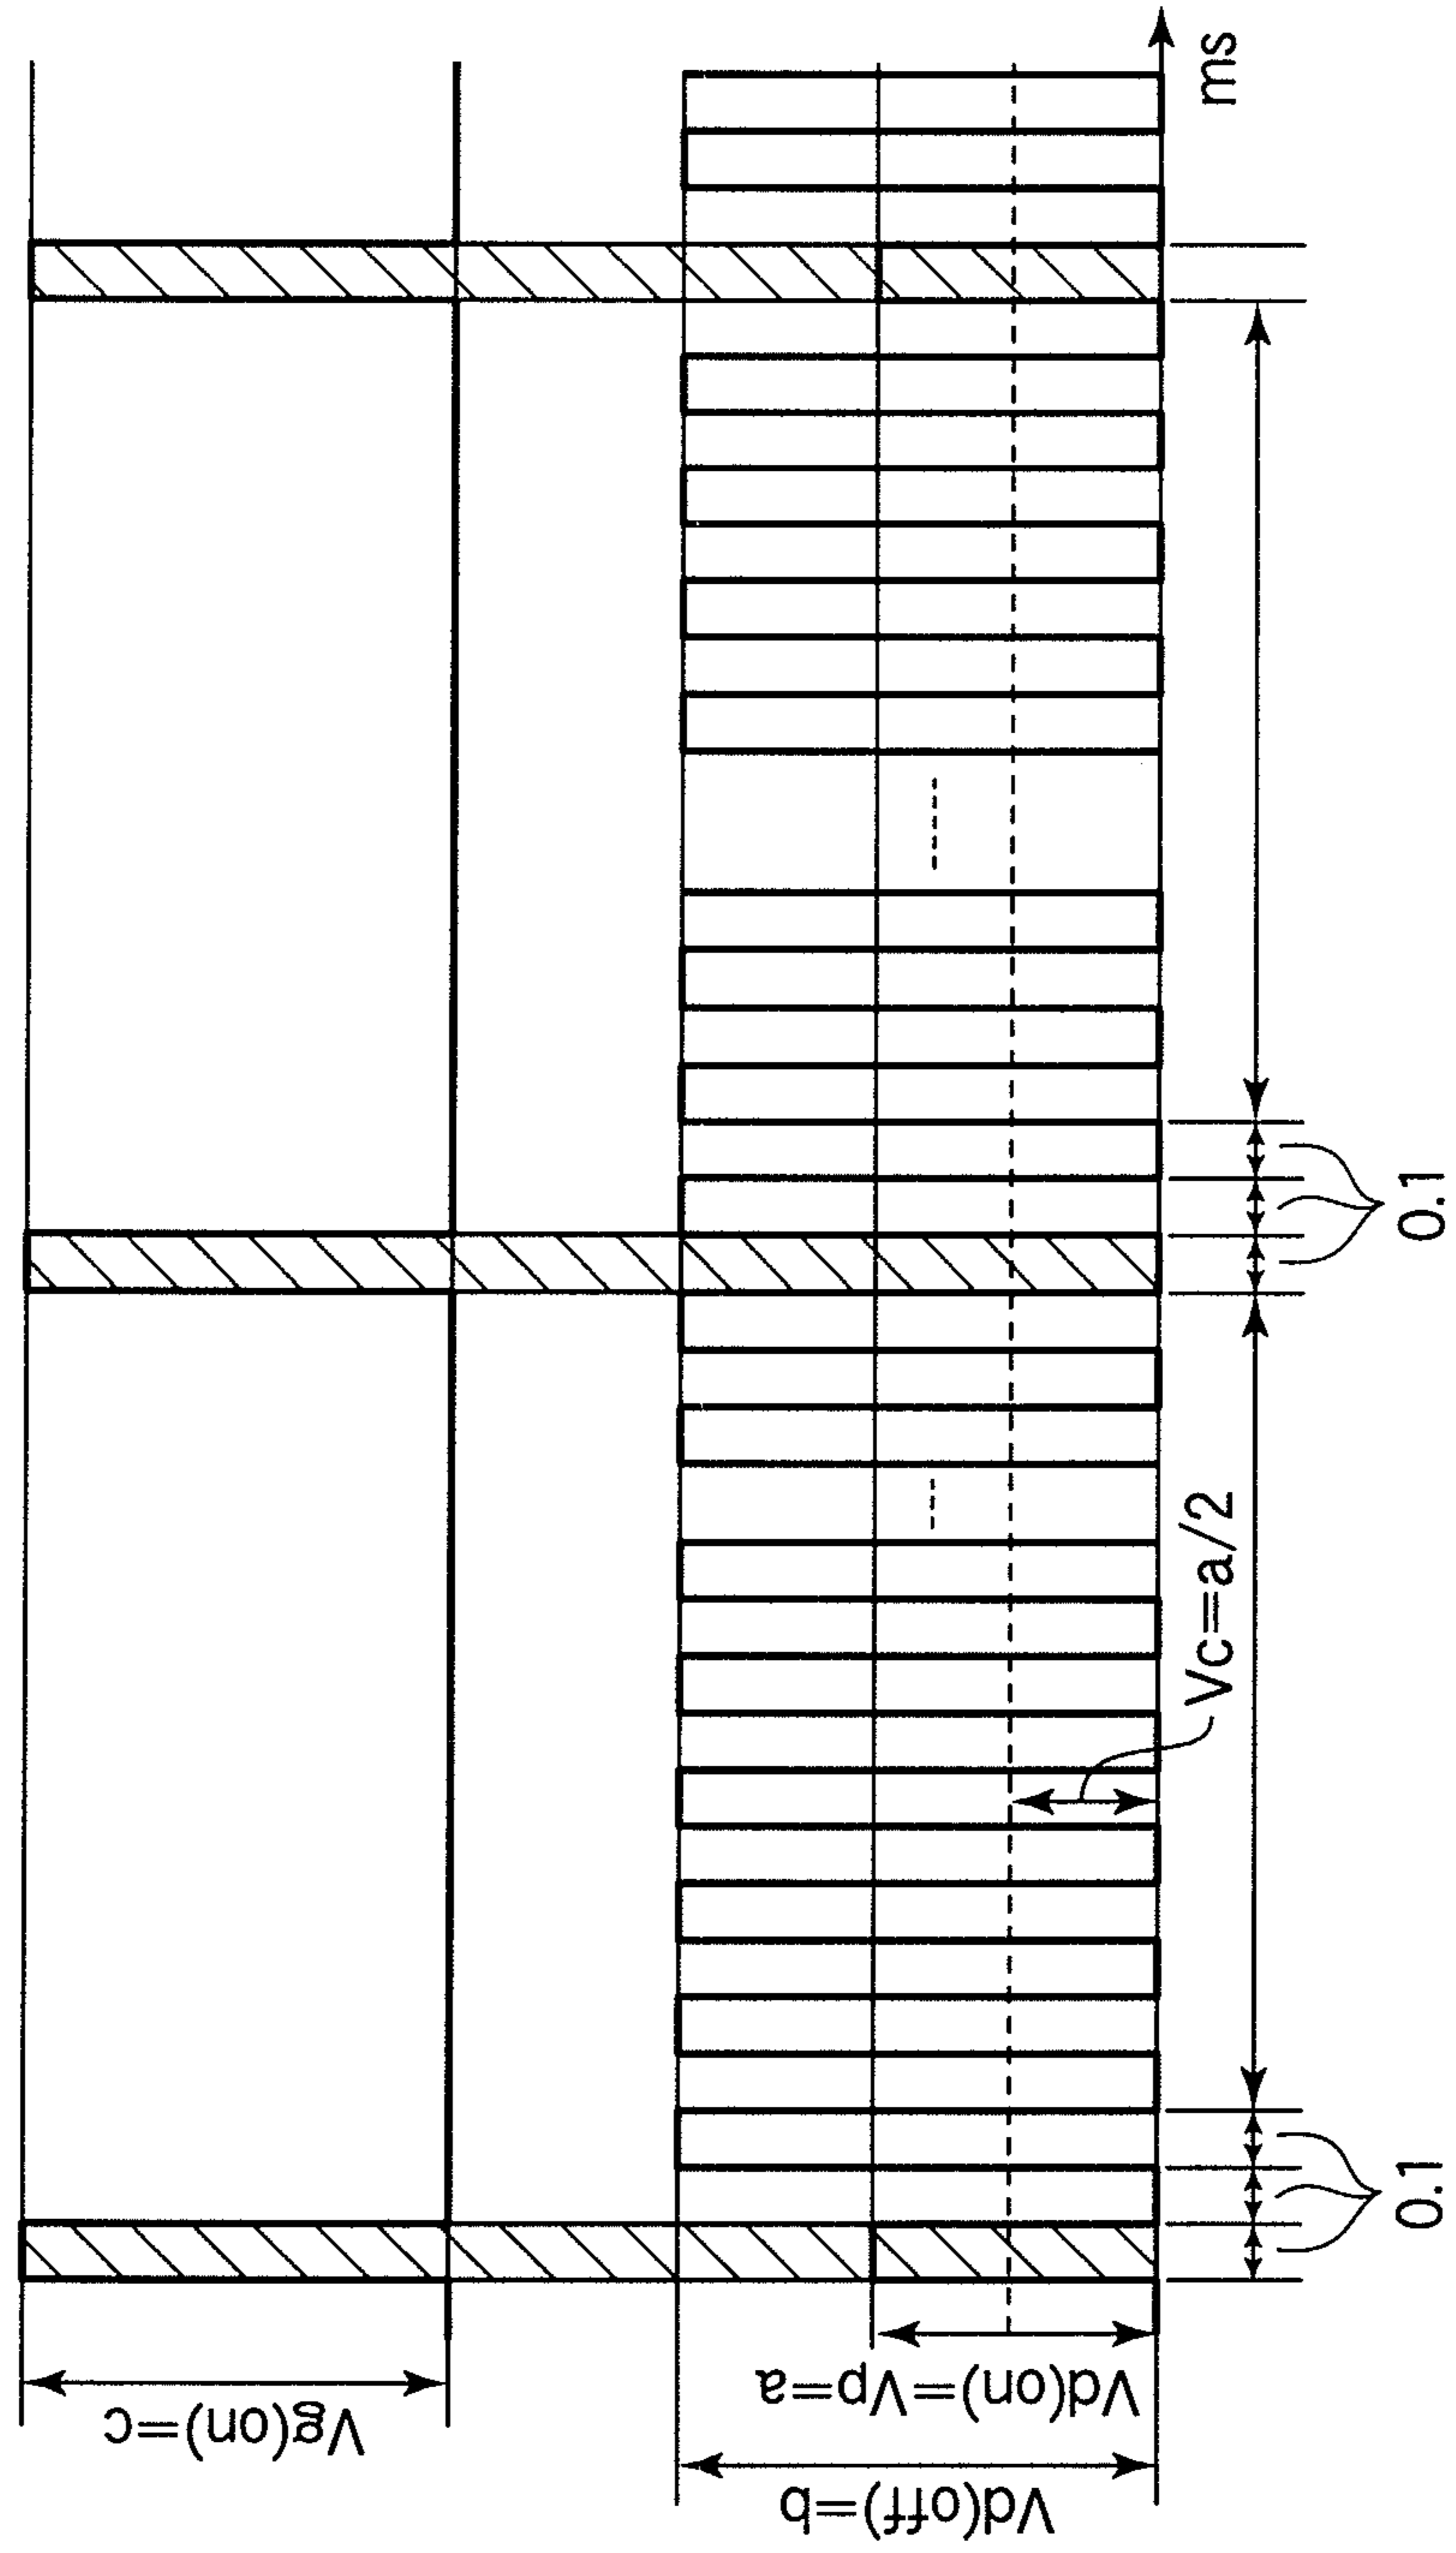 Vg(on)=c
Vd(on)=Vp=a
Vd(off)=b
Vc=a/2
0.1
0.1
ms